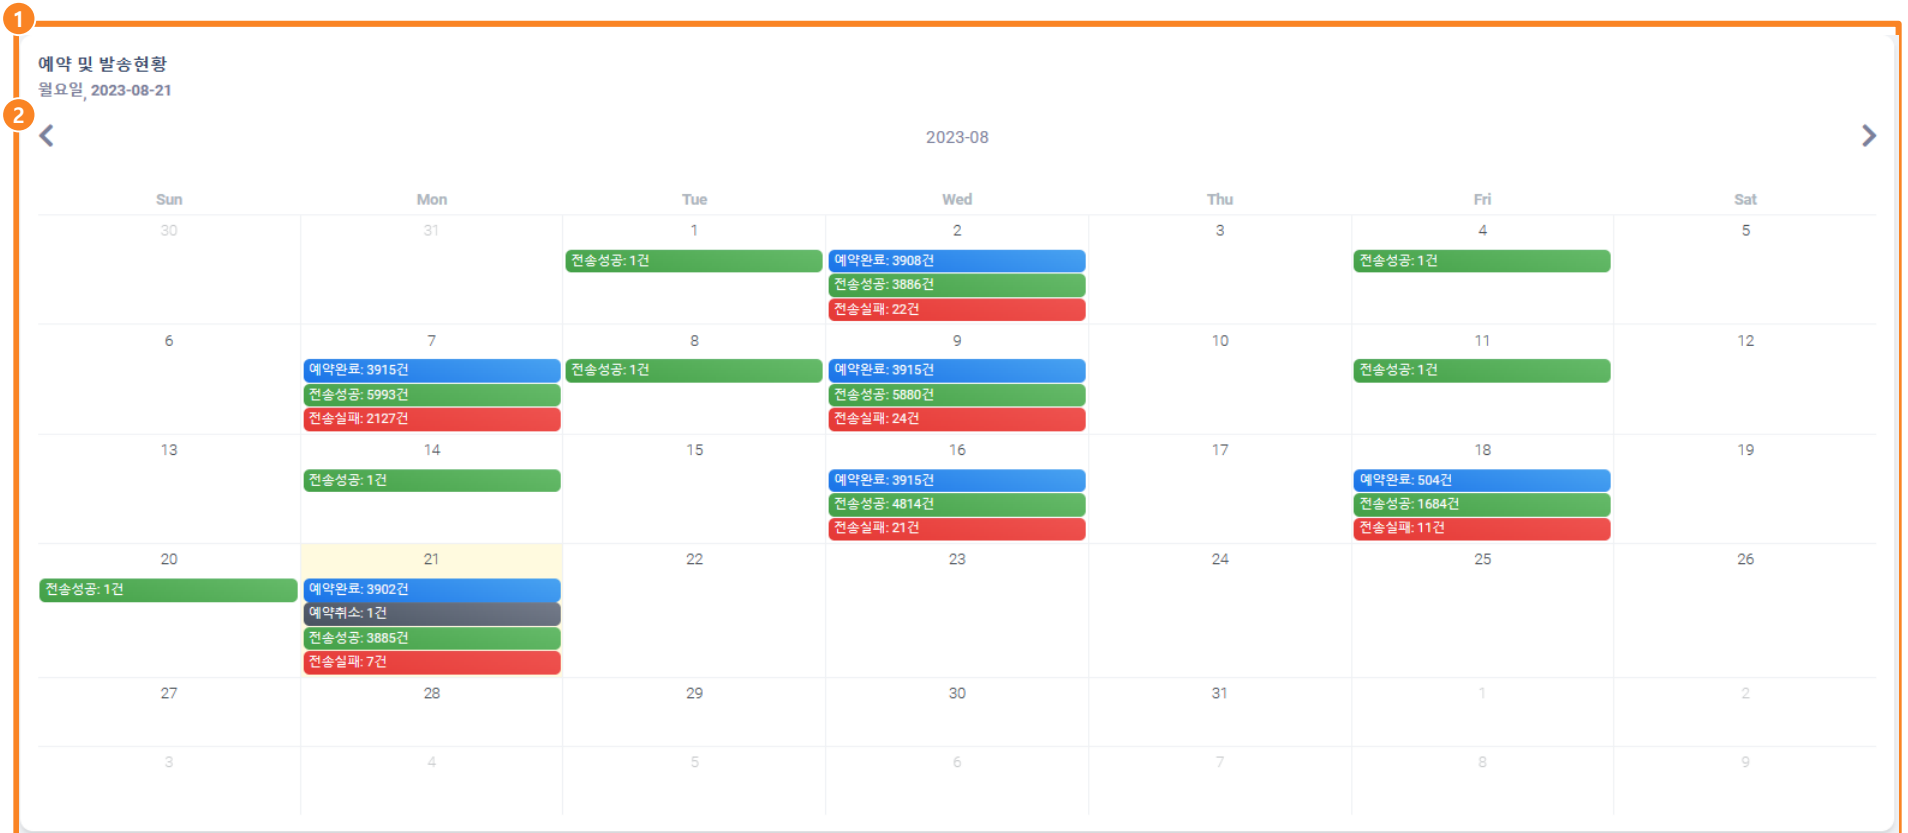 1
예약 및 발송현황
월요일, 2023-08-21
2
2023-08
Sun Mon Tue Wed Thu Fri Sat
30 31 1 2 3 4 5
전송성공: 1건 예약완료: 3908건 전송성공: 1건
전송성공: 3886건
전송실패: 22건
6 7 8 9 10 11 12
예약완료: 3915건 전송성공: 1건 예약완료: 3915건 전송성공: 1건
전송성공: 5993건 전송성공: 5880건
전송실패: 2127건 전송실패: 24건
13 14 15 16 17 18 19
전송성공: 1건 예약완료: 3915건 예약완료: 504건
전송성공: 4814건 전송성공: 1684건
전송실패: 21건 전송실패: 11건
20 21 22 23 24 25 26
전송성공: 1건 예약완료: 3902건
예약취소: 1건
전송성공: 3885건
전송실패: 7건
27 28 29 30 31 1 2
3 4 5 6 7 8 9